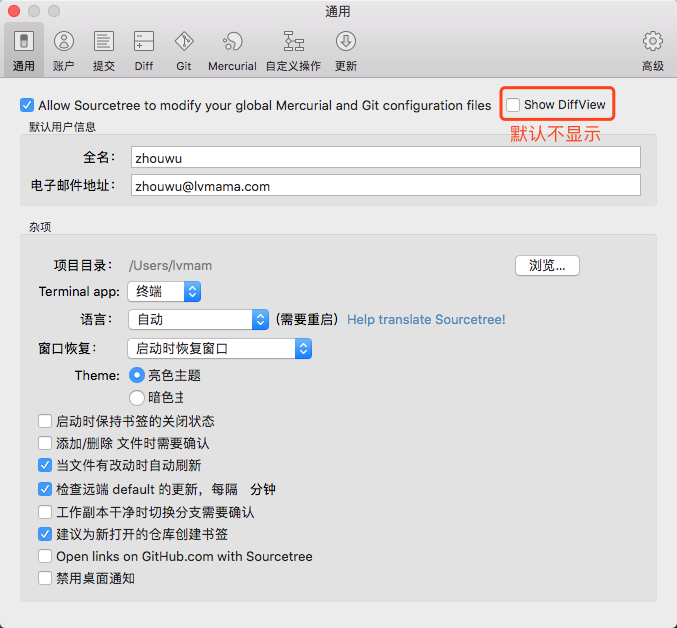 通用
通用 账户 提交 Diff Git Mercurial 自定义操作 更新 高级
Allow Sourcetree to modify your global Mercurial and Git configuration files Show DiffView
默认不显示
默认用户信息
全名： zhouwu
电子邮件地址： zhouwu@lvmama.com
杂项
项目目录： /Users/lvmam 浏览...
Terminal app: 终端
语言： 自动 (需要重启) Help translate Sourcetree!
窗口恢复： 启动时恢复窗口
Theme: 亮色主题
暗色主
启动时保持书签的关闭状态
添加/删除 文件时需要确认
当文件有改动时自动刷新
检查远端 default 的更新，每隔 分钟
工作副本干净时切换分支需要确认
建议为新打开的仓库创建书签
Open links on GitHub.com with Sourcetree
禁用桌面通知